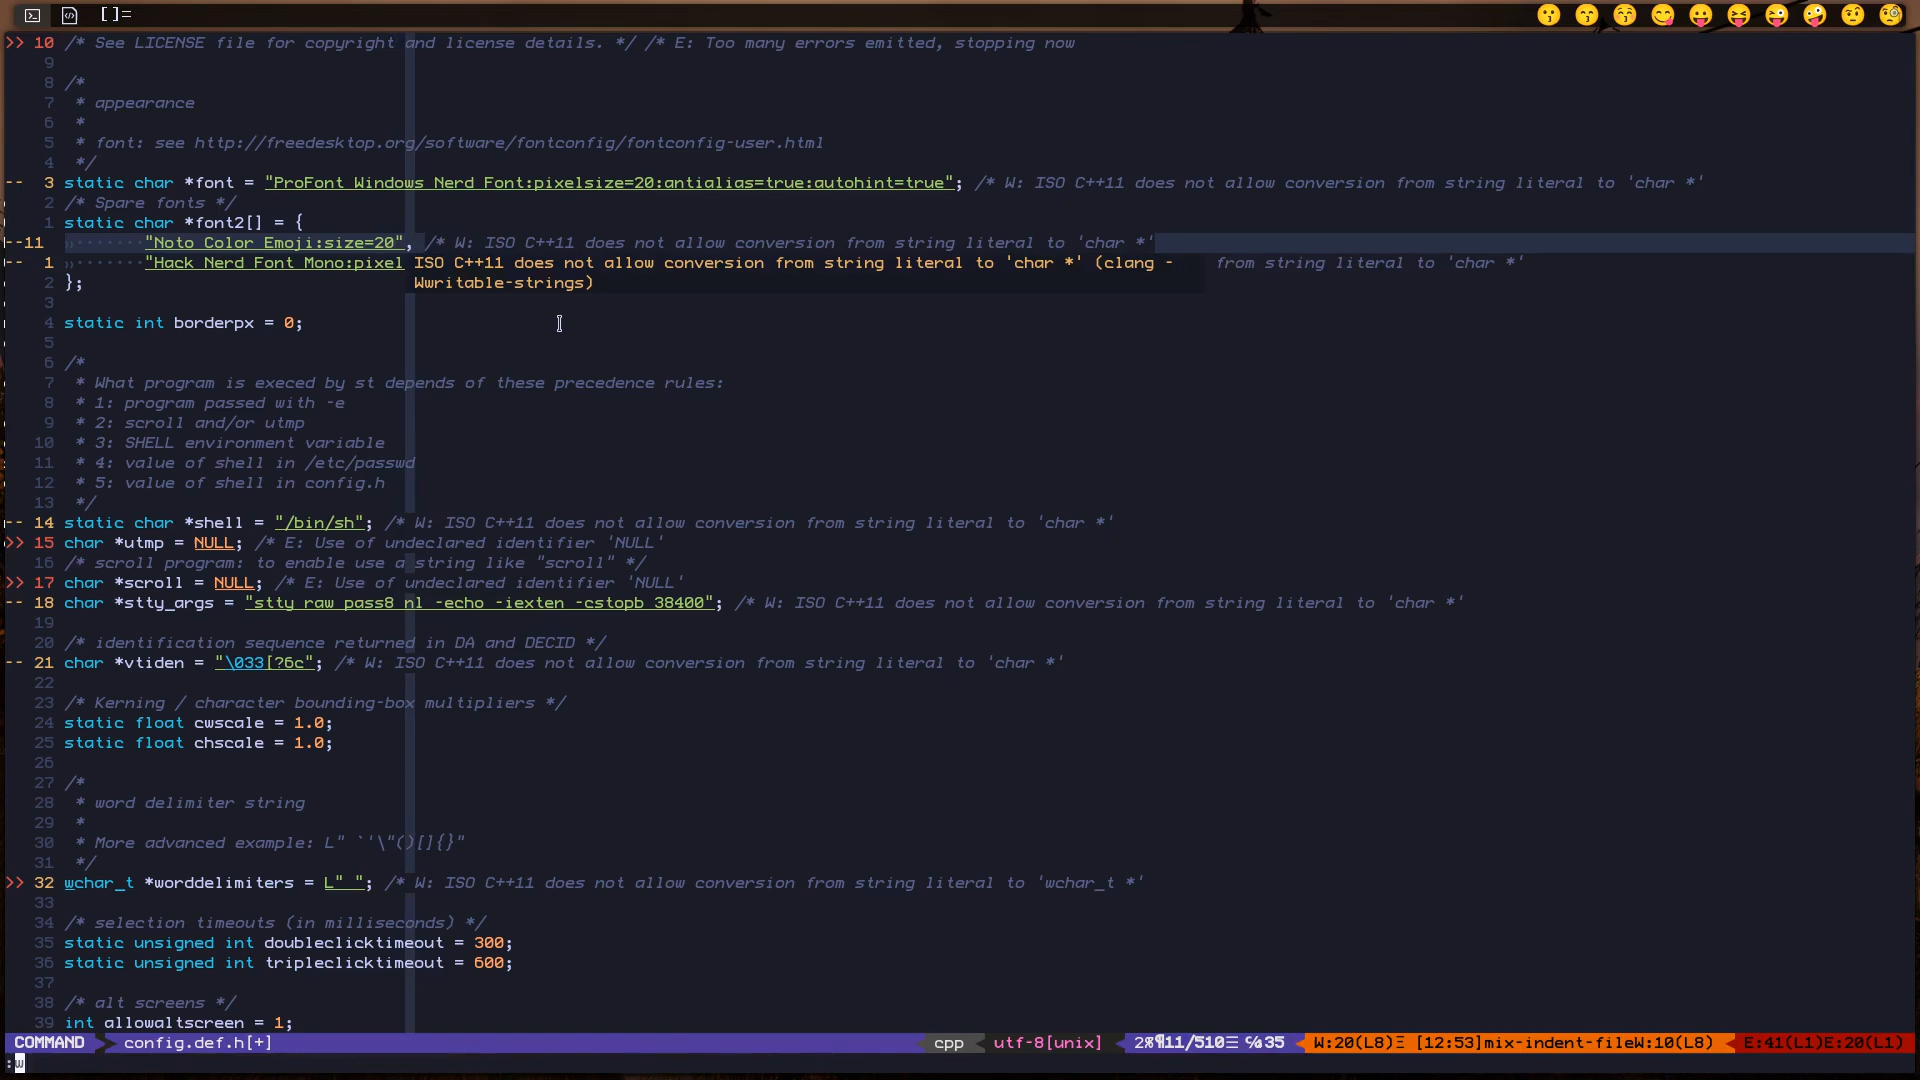 []=
>> 10 /* See LICENSE file for copyright and license details. */ /* E: Too many errors emitted, stopping now
9
8 /*
7  * appearance
6  *
5  * font: see http://freedesktop.org/software/fontconfig/fontconfig-user.html
4  */
-- 3 static char *font = "ProFont Windows Nerd Font:pixelsize=20:antialias=true:autohint=true"; /* W: ISO C++11 does not allow conversion from string literal to 'char *'
2 /* Spare fonts */
1 static char *font2[] = {
--11 »·······"Noto Color Emoji:size=20", /* W: ISO C++11 does not allow conversion from string literal to 'char *'
-- 1 »·······"Hack Nerd Font Mono:pixel ISO C++11 does not allow conversion from string literal to 'char *' (clang - from string literal to 'char *'
2 }; Wwritable-strings)
3
4 static int borderpx = 0;
5
6 /*
7  * What program is execed by st depends of these precedence rules:
8  * 1: program passed with -e
9  * 2: scroll and/or utmp
10  * 3: SHELL environment variable
11  * 4: value of shell in /etc/passwd
12  * 5: value of shell in config.h
13  */
-- 14 static char *shell = "/bin/sh"; /* W: ISO C++11 does not allow conversion from string literal to 'char *'
>> 15 char *utmp = NULL; /* E: Use of undeclared identifier 'NULL'
16 /* scroll program: to enable use a string like "scroll" */
>> 17 char *scroll = NULL; /* E: Use of undeclared identifier 'NULL'
-- 18 char *stty_args = "stty raw pass8 nl -echo -iexten -cstopb 38400"; /* W: ISO C++11 does not allow conversion from string literal to 'char *'
19
20 /* identification sequence returned in DA and DECID */
-- 21 char *vtiden = "\033[?6c"; /* W: ISO C++11 does not allow conversion from string literal to 'char *'
22
23 /* Kerning / character bounding-box multipliers */
24 static float cwscale = 1.0;
25 static float chscale = 1.0;
26
27 /*
28  * word delimiter string
29  *
30  * More advanced example: L" `'\"()[]{}"
31  */
>> 32 wchar_t *worddelimiters = L" "; /* W: ISO C++11 does not allow conversion from string literal to 'wchar_t *'
33
34 /* selection timeouts (in milliseconds) */
35 static unsigned int doubleclicktimeout = 300;
36 static unsigned int tripleclicktimeout = 600;
37
38 /* alt screens */
39 int allowaltscreen = 1;
COMMAND config.def.h[+] cpp utf-8[unix] 2%¶11/510☰ ℅35 W:20(L8)Ξ [12:53]mix-indent-fileW:10(L8) E:41(L1)E:20(L1)
:w